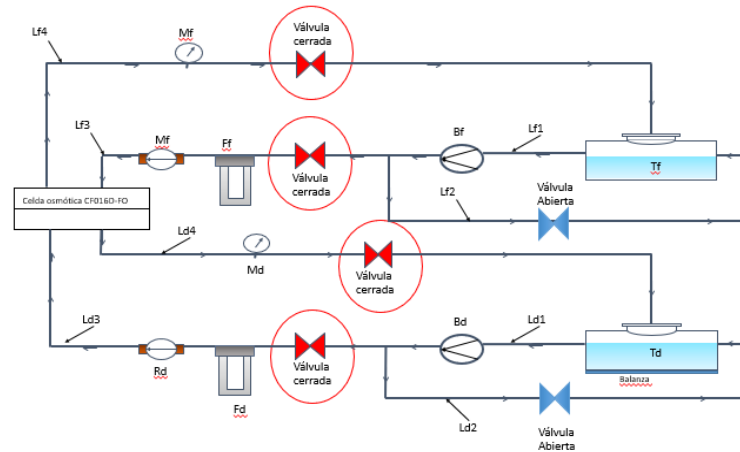 Lf4
Mf
Válvula
cerrada
Lf3
Mf
Ff
Válvula
cerrada
Bf
Lf1
Tf
Lf2
Válvula
Abierta
Celda osmótica CF016O-FO
Ld4
Md
Válvula
cerrada
Ld3
Rd
Fd
Válvula
cerrada
Bd
Ld1
Td
Balanza
Ld2
Válvula
Abierta